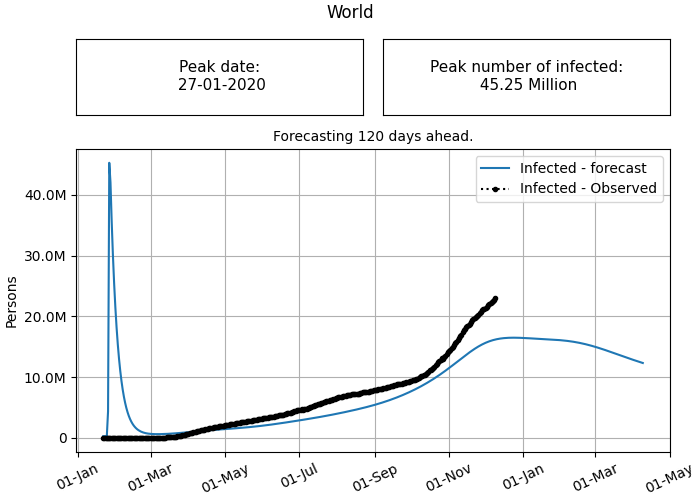 World
Peak date:
27-01-2020
Peak number of infected:
45.25 Million
Forecasting 120 days ahead.
Infected - forecast
Infected - Observed
Persons
40.0M
30.0M
20.0M
10.0M
0
01-Jan
01-Mar
01-May
01-Jul
01-Sep
01-Nov
01-Jan
01-Mar
01-May